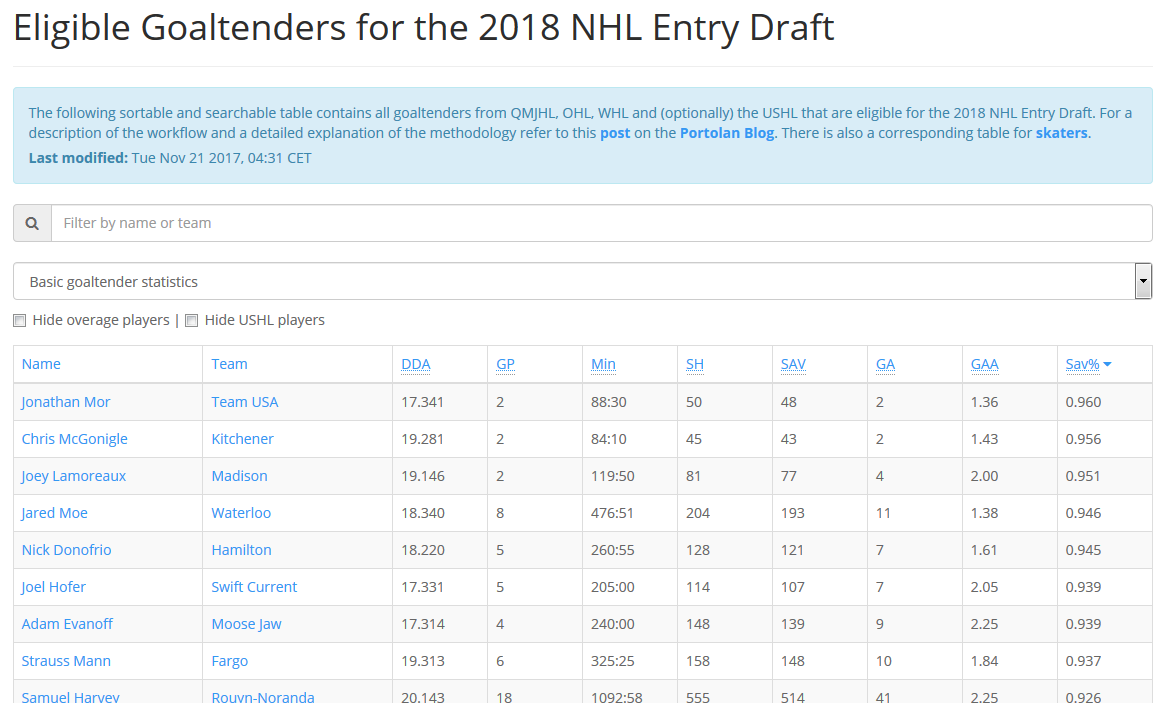 Eligible Goaltenders for the 2018 NHL Entry Draft
The following sortable and searchable table contains all goaltenders from QMJHL, OHL, WHL and (optionally) the USHL that are eligible for the 2018 NHL Entry Draft. For a
description of the workflow and a detailed explanation of the methodology refer to this post on the Portolan Blog. There is also a corresponding table for skaters.
Last modified: Tue Nov 21 2017, 04:31 CET
Filter by name or team
Basic goaltender statistics
Hide overage players | Hide USHL players
Name Team DDA GP Min SH SAV GA GAA Sav%
Jonathan Mor Team USA 17.341 2 88:30 50 48 2 1.36 0.960
Chris McGonigle Kitchener 19.281 2 84:10 45 43 2 1.43 0.956
Joey Lamoreaux Madison 19.146 2 119:50 81 77 4 2.00 0.951
Jared Moe Waterloo 18.340 8 476:51 204 193 11 1.38 0.946
Nick Donofrio Hamilton 18.220 5 260:55 128 121 7 1.61 0.945
Joel Hofer Swift Current 17.331 5 205:00 114 107 7 2.05 0.939
Adam Evanoff Moose Jaw 17.314 4 240:00 148 139 9 2.25 0.939
Strauss Mann Fargo 19.313 6 325:25 158 148 10 1.84 0.937
Samuel Harvey Rouyn-Noranda 20.143 18 1092:58 555 514 41 2.25 0.926